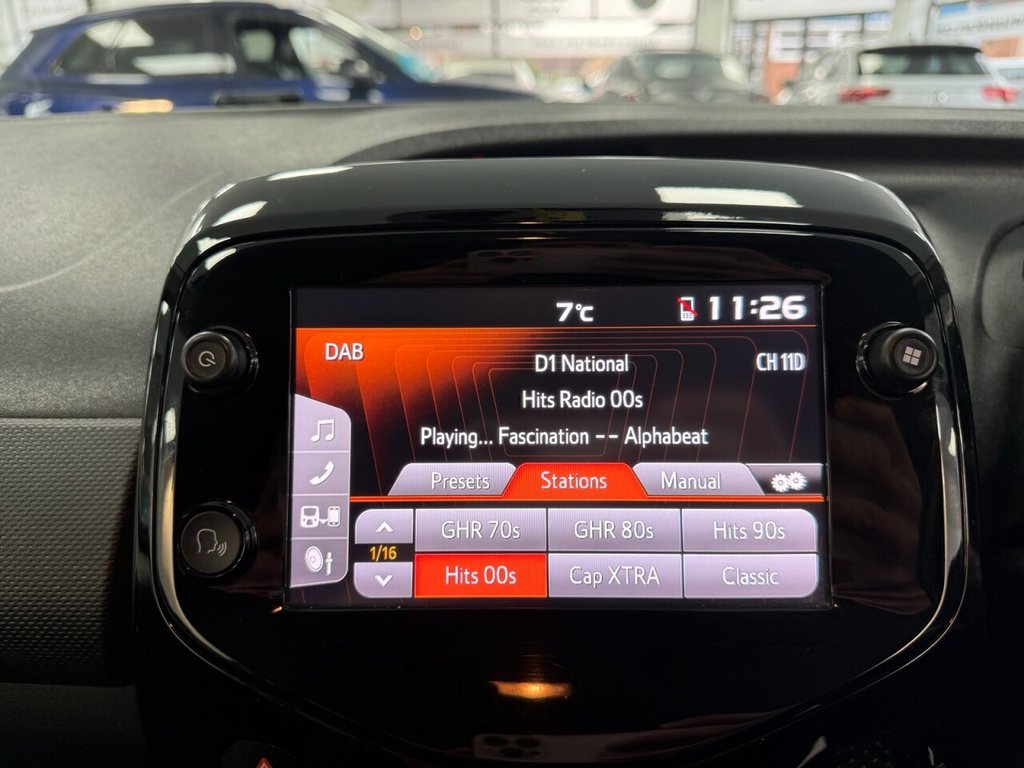 7°C 11:26
DAB
D1 National CH 11D
Hits Radio 00s
Playing... Fascination -- Alphabeat
Presets Stations Manual
GHR 70s GHR 80s Hits 90s
1/16
Hits 00s Cap XTRA Classic